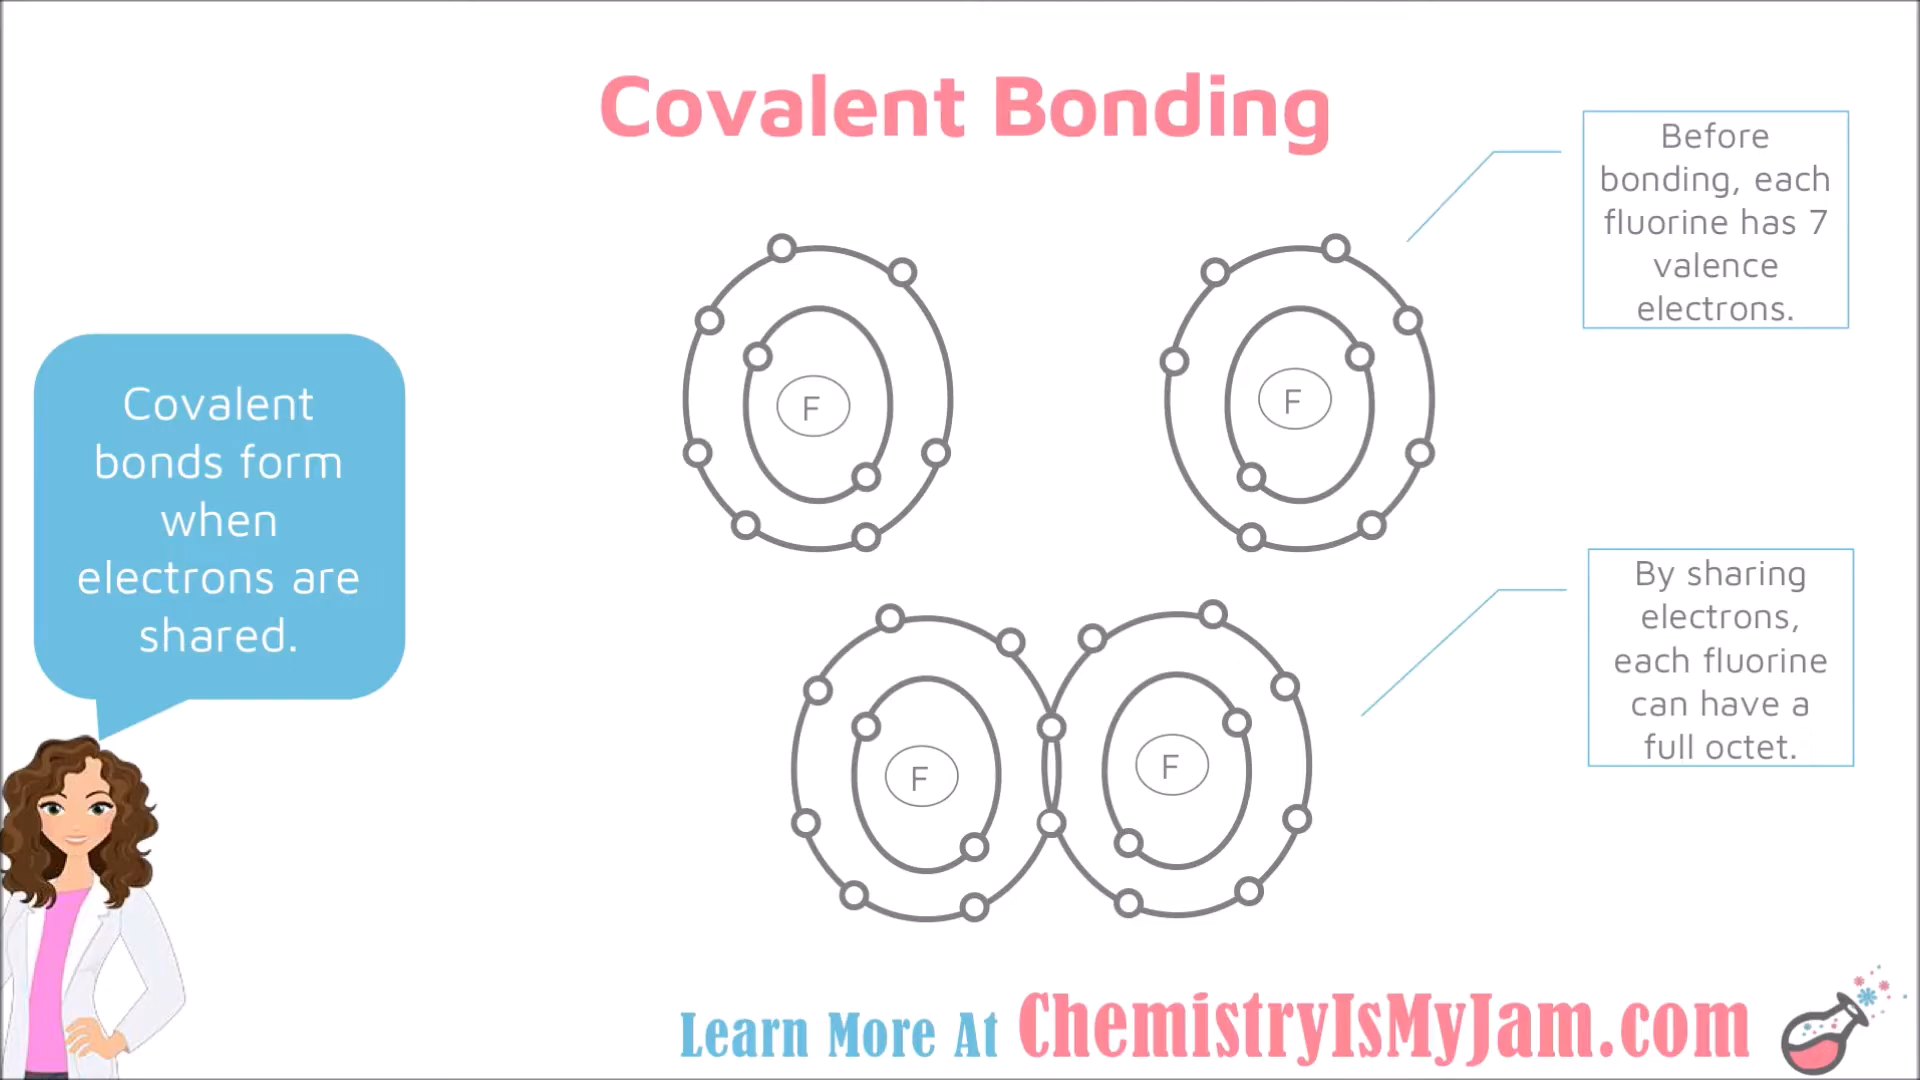 Covalent Bonding
Before
bonding, each
fluorine has 7
valence
electrons.
F
F
Covalent
bonds form
when
electrons are
shared.
By sharing
electrons,
each fluorine
can have a
full octet.
F
F
Learn More At ChemistryIsMyJam.com